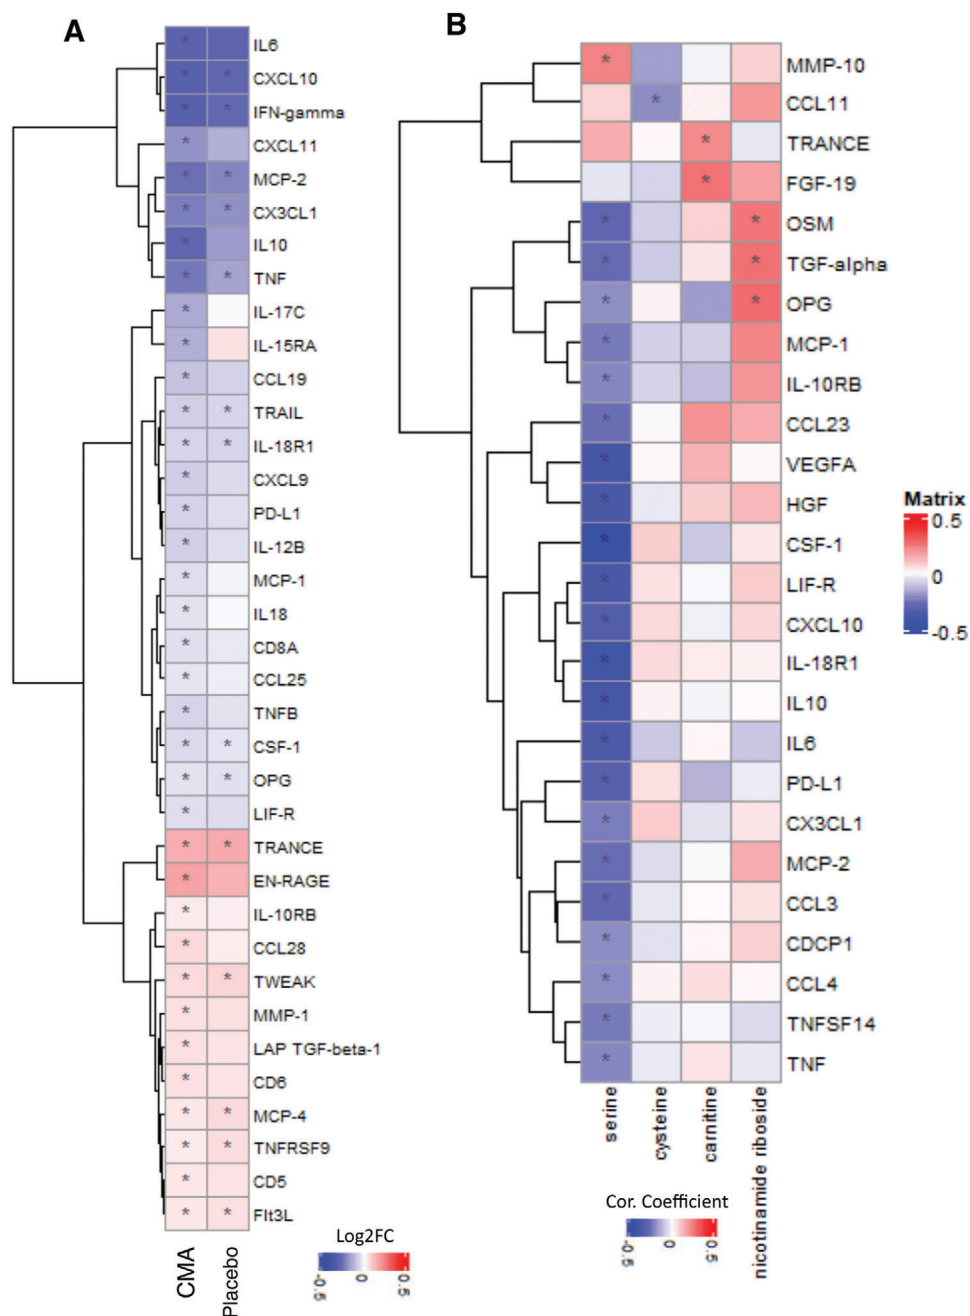 A
IL6
CXCL10
IFN-gamma
CXCL11
MCP-2
CX3CL1
IL10
TNF
IL-17C
IL-15RA
CCL19
TRAIL
IL-18R1
CXCL9
PD-L1
IL-12B
MCP-1
IL18
CD8A
CCL25
TNFB
CSF-1
OPG
LIF-R
TRANCE
EN-RAGE
IL-10RB
CCL28
TWEAK
MMP-1
LAP TGF-beta-1
CD6
MCP-4
TNFRSF9
CD5
Flt3L
CMA
Placebo
Log2FC
-0.5
0
0.5
B
MMP-10
CCL11
TRANCE
FGF-19
OSM
TGF-alpha
OPG
MCP-1
IL-10RB
CCL23
VEGFA
HGF
CSF-1
LIF-R
CXCL10
IL-18R1
IL10
IL6
PD-L1
CX3CL1
MCP-2
CCL3
CDCP1
CCL4
TNFSF14
TNF
serine
cysteine
carnitine
nicotinamide riboside
Cor. Coefficient
-0.5
0
0.5
Matrix
0.5
0
-0.5